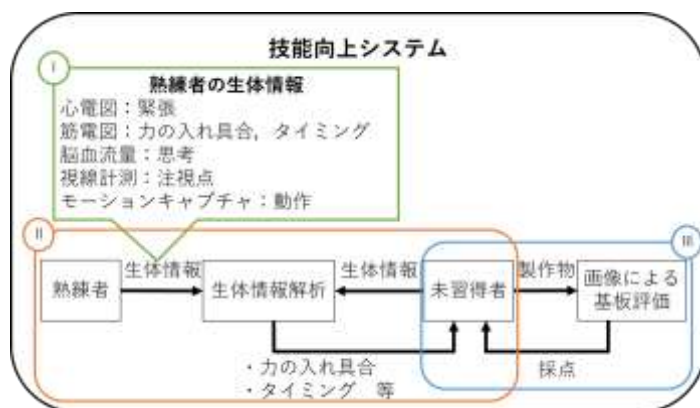 技能向上システム
I
熟練者の生体情報
心電図：緊張
筋電図：力の入れ具合，タイミング
脳血流量：思考
視線計測：注視点
モーションキャプチャ：動作
II
III
熟練者
生体情報
生体情報解析
生体情報
未習得者
製作物
画像による
基板評価
・力の入れ具合
・タイミング 等
採点